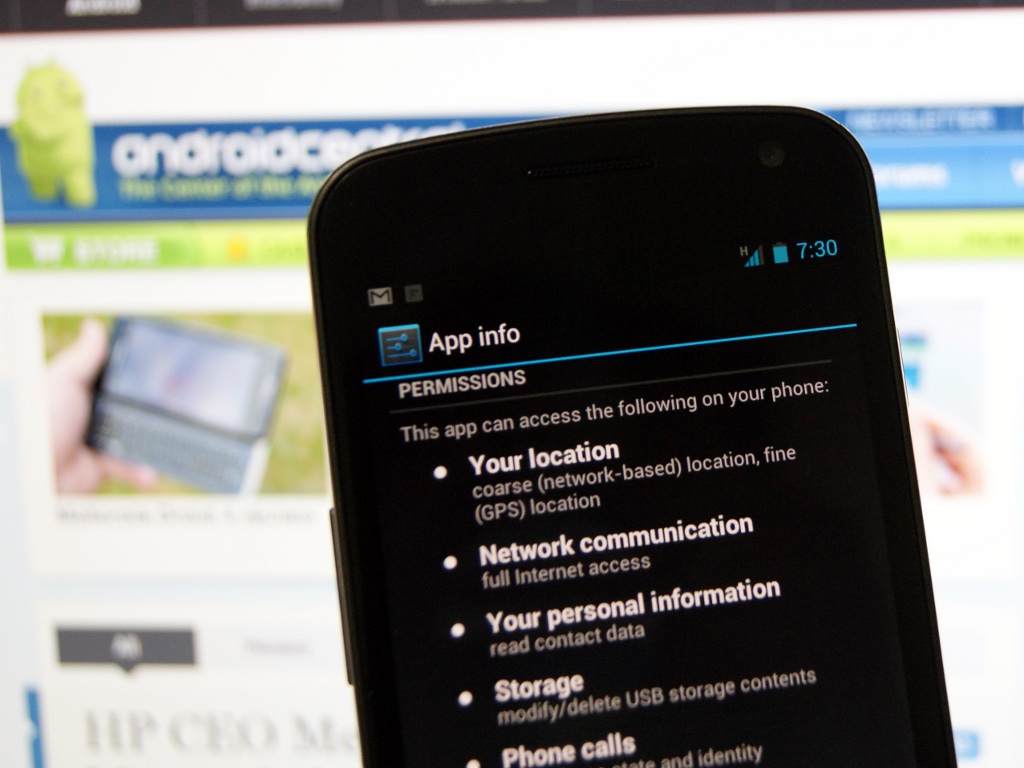 androidcentral
STORE
NEWSLETTER
H 7:30
App info
PERMISSIONS
This app can access the following on your phone:
Your location
coarse (network-based) location, fine
(GPS) location
Network communication
full Internet access
Your personal information
read contact data
Storage
modify/delete USB storage contents
Phone calls
state and identity
All
HP CEO Me